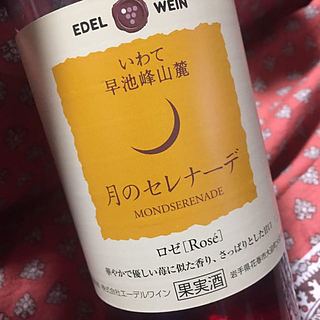 EDEL WEIN
いわて
早池峰山麓
月のセレナーデ
MONDSERENADE
ロゼ [Rosé]
華やかで優しい苺に似た香り、さっぱりとした甘口
果実酒
株式会社エーデルワイン
岩手県花巻市大迫町